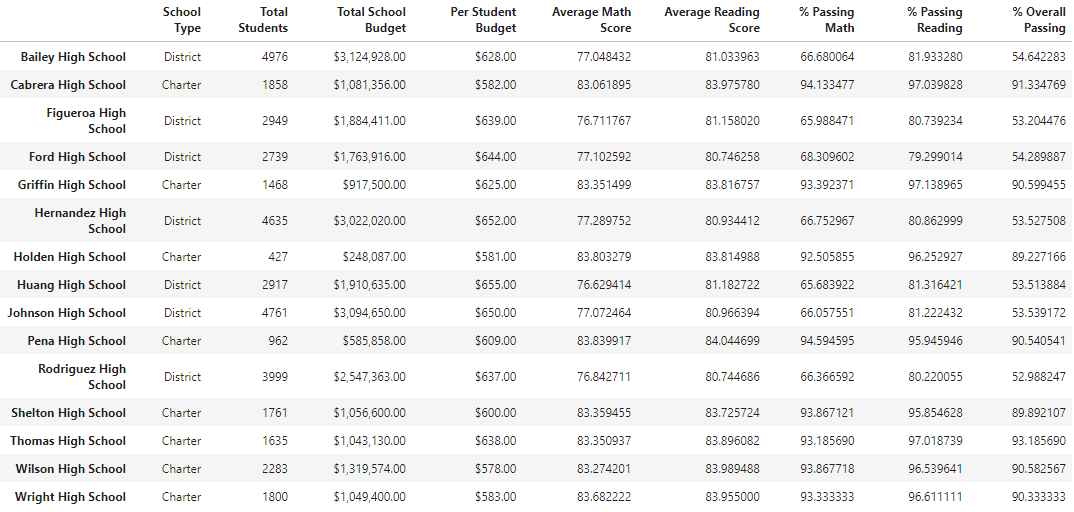 School Type Total Students Total School Budget Per Student Budget Average Math Score Average Reading Score % Passing Math % Passing Reading % Overall Passing
Bailey High School District 4976 $3,124,928.00 $628.00 77.048432 81.033963 66.680064 81.933280 54.642283
Cabrera High School Charter 1858 $1,081,356.00 $582.00 83.061895 83.975780 94.133477 97.039828 91.334769
Figueroa High School District 2949 $1,884,411.00 $639.00 76.711767 81.158020 65.988471 80.739234 53.204476
Ford High School District 2739 $1,763,916.00 $644.00 77.102592 80.746258 68.309602 79.299014 54.289887
Griffin High School Charter 1468 $917,500.00 $625.00 83.351499 83.816757 93.392371 97.138965 90.599455
Hernandez High School District 4635 $3,022,020.00 $652.00 77.289752 80.934412 66.752967 80.862999 53.527508
Holden High School Charter 427 $248,087.00 $581.00 83.803279 83.814988 92.505855 96.252927 89.227166
Huang High School District 2917 $1,910,635.00 $655.00 76.629414 81.182722 65.683922 81.316421 53.513884
Johnson High School District 4761 $3,094,650.00 $650.00 77.072464 80.966394 66.057551 81.222432 53.539172
Pena High School Charter 962 $585,858.00 $609.00 83.839917 84.044699 94.594595 95.945946 90.540541
Rodriguez High School District 3999 $2,547,363.00 $637.00 76.842711 80.744686 66.366592 80.220055 52.988247
Shelton High School Charter 1761 $1,056,600.00 $600.00 83.359455 83.725724 93.867121 95.854628 89.892107
Thomas High School Charter 1635 $1,043,130.00 $638.00 83.350937 83.896082 93.185690 97.018739 93.185690
Wilson High School Charter 2283 $1,319,574.00 $578.00 83.274201 83.989488 93.867718 96.539641 90.582567
Wright High School Charter 1800 $1,049,400.00 $583.00 83.682222 83.955000 93.333333 96.611111 90.333333